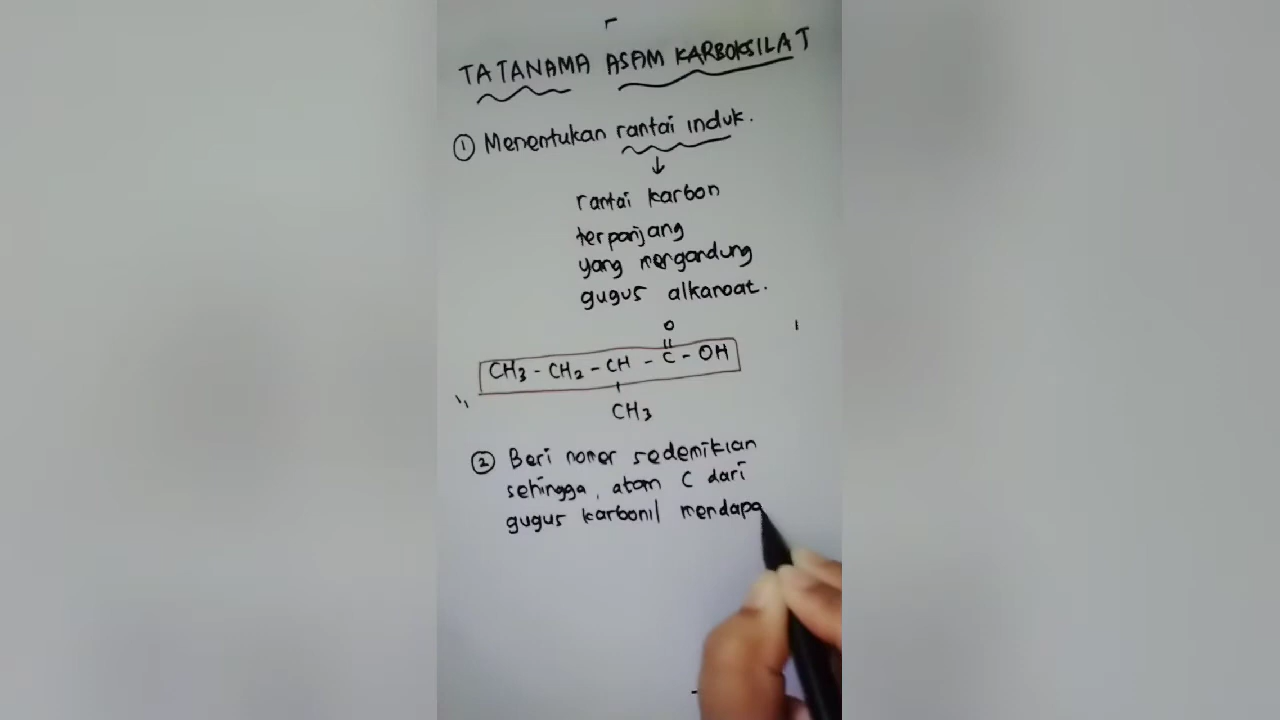 TATANAMA ASAM KARBOKSILAT
① Menentukan rantai induk.
↓
rantai karbon
terpanjang
yang mengandung
gugus alkanoat.
O
||
CH3 - CH2 - CH - C - OH
CH3
② Beri nomer sedemikian
sehingga, atom C dari
gugus karbonil mendapa